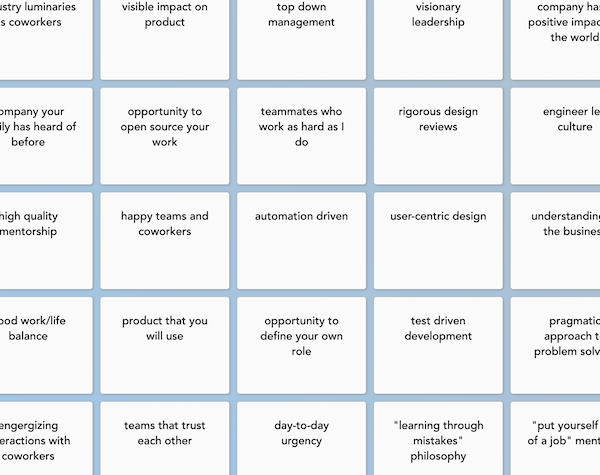 ustry luminaries
s coworkers
visible impact on
product
top down
management
visionary
leadership
company has
positive impac
the world
ompany your
ily has heard of
before
opportunity to
open source your
work
teammates who
work as hard as I
do
rigorous design
reviews
engineer le
culture
high quality
mentorship
happy teams and
coworkers
automation driven
user-centric design
understanding
the busines
ood work/life
balance
product that you
will use
opportunity to
define your own
role
test driven
development
pragmatic
approach t
problem solv
engergizing
eractions with
coworkers
teams that trust
each other
day-to-day
urgency
"learning through
mistakes"
philosophy
"put yourself
of a job" ment